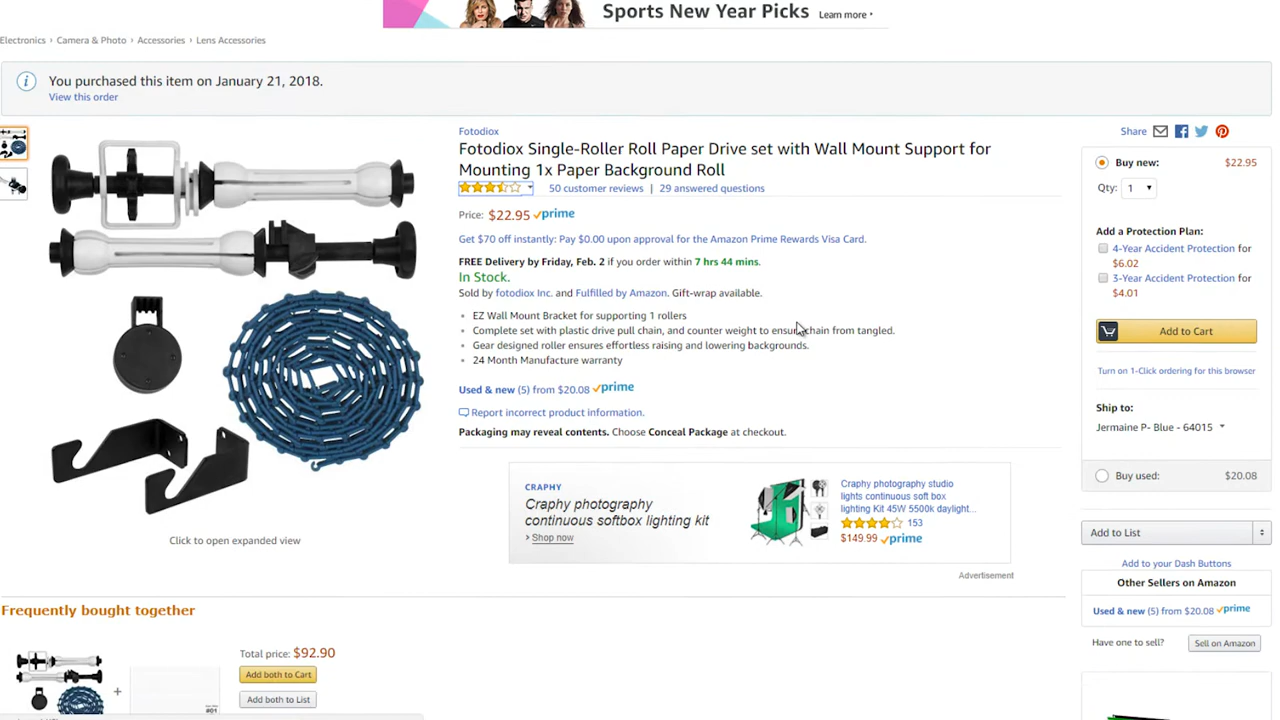 Sports New Year Picks Learn more ›
Electronics › Camera & Photo › Accessories › Lens Accessories
You purchased this item on January 21, 2018.
View this order
Fotodiox
Fotodiox Single-Roller Roll Paper Drive set with Wall Mount Support for
Mounting 1x Paper Background Roll
50 customer reviews | 29 answered questions
Price: $22.95 prime
Get $70 off instantly: Pay $0.00 upon approval for the Amazon Prime Rewards Visa Card.
FREE Delivery by Friday, Feb. 2 if you order within 7 hrs 44 mins.
In Stock.
Sold by fotodiox Inc. and Fulfilled by Amazon. Gift-wrap available.
EZ Wall Mount Bracket for supporting 1 rollers
Complete set with plastic drive pull chain, and counter weight to ensure chain from tangled.
Gear designed roller ensures effortless raising and lowering backgrounds.
24 Month Manufacture warranty
Used & new (5) from $20.08 prime
Report incorrect product information.
Packaging may reveal contents. Choose Conceal Package at checkout.
CRAPHY
Craphy photography
continuous softbox lighting kit
› Shop now
Craphy photography studio
lights continuous soft box
lighting Kit 45W 5500k daylight...
153
$149.99 prime
Advertisement
Click to open expanded view
Frequently bought together
Total price: $92.90
Add both to Cart
Add both to List
+
#01
Share
Buy new: $22.95
Qty: 1
Add a Protection Plan:
4-Year Accident Protection for
$6.02
3-Year Accident Protection for
$4.01
Add to Cart
Turn on 1-Click ordering for this browser
Ship to:
Jermaine P- Blue - 64015
Buy used: $20.08
Add to List
Add to your Dash Buttons
Other Sellers on Amazon
Used & new (5) from $20.08 prime
Have one to sell? Sell on Amazon